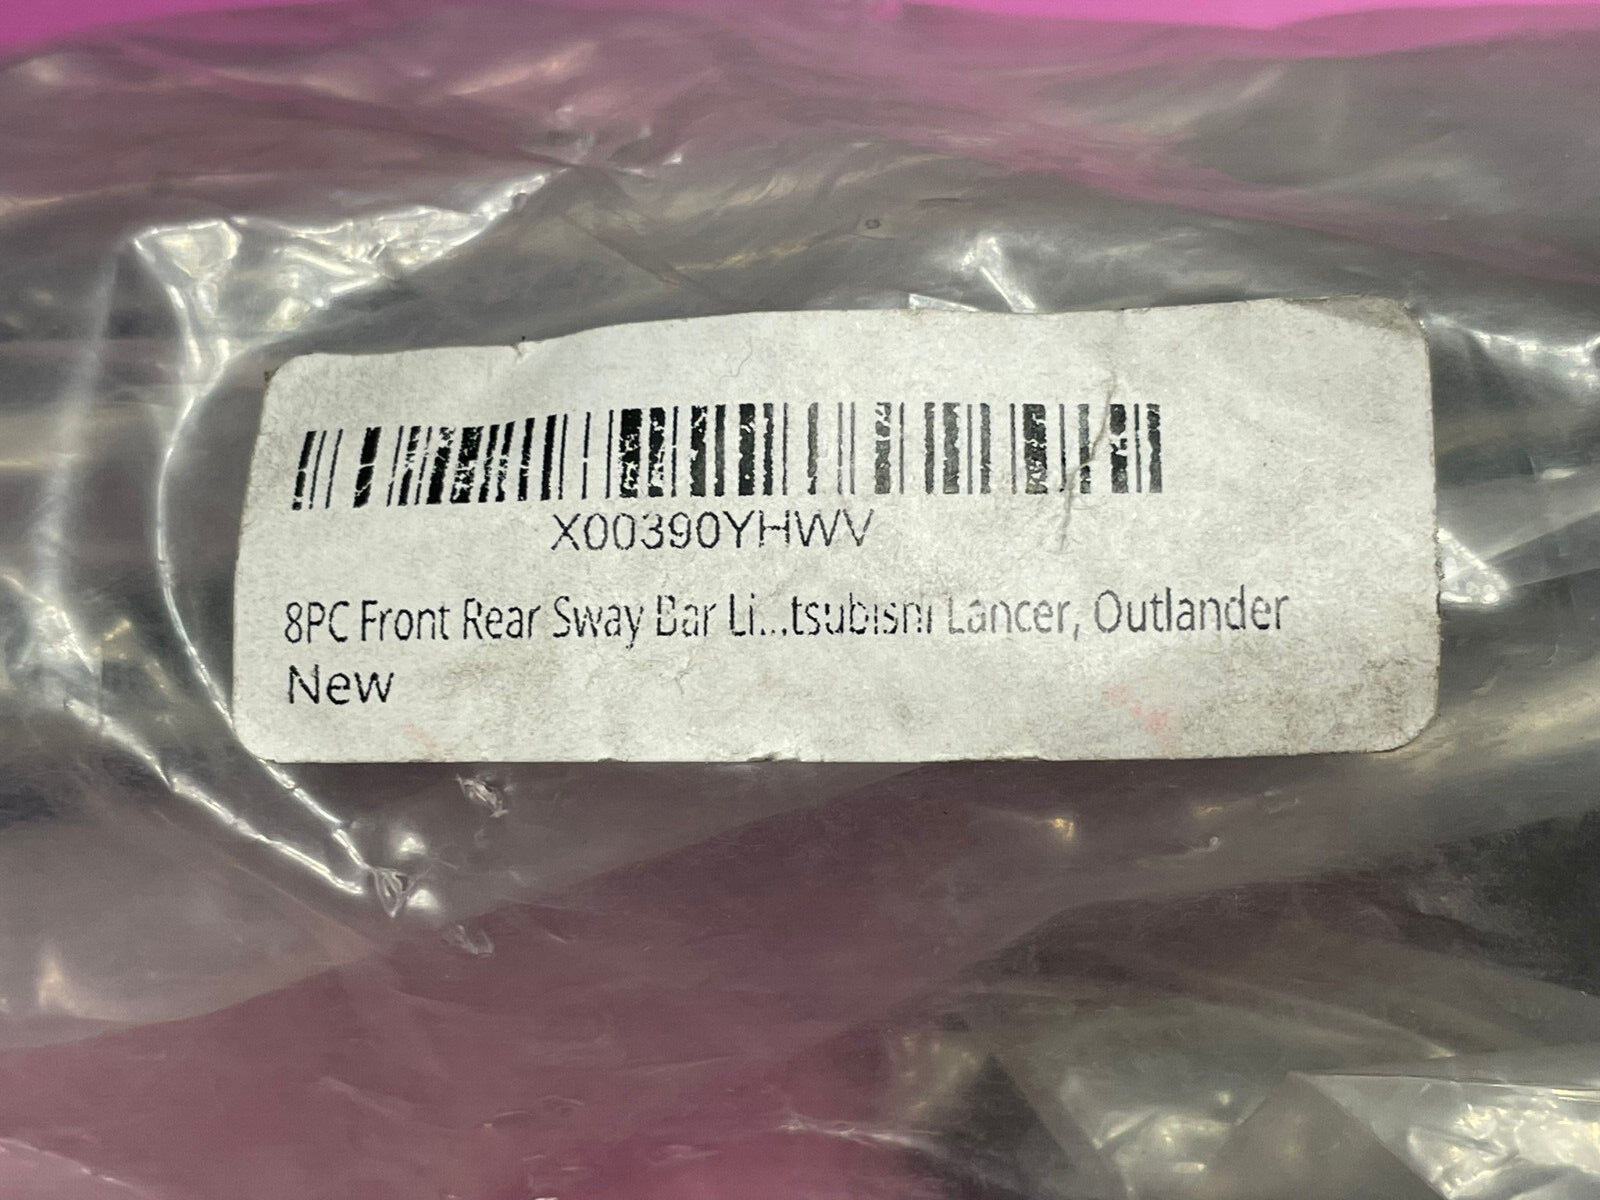 X00390YHWV
8PC Front Rear Sway Bar Li...tsubishi Lancer, Outlander
New